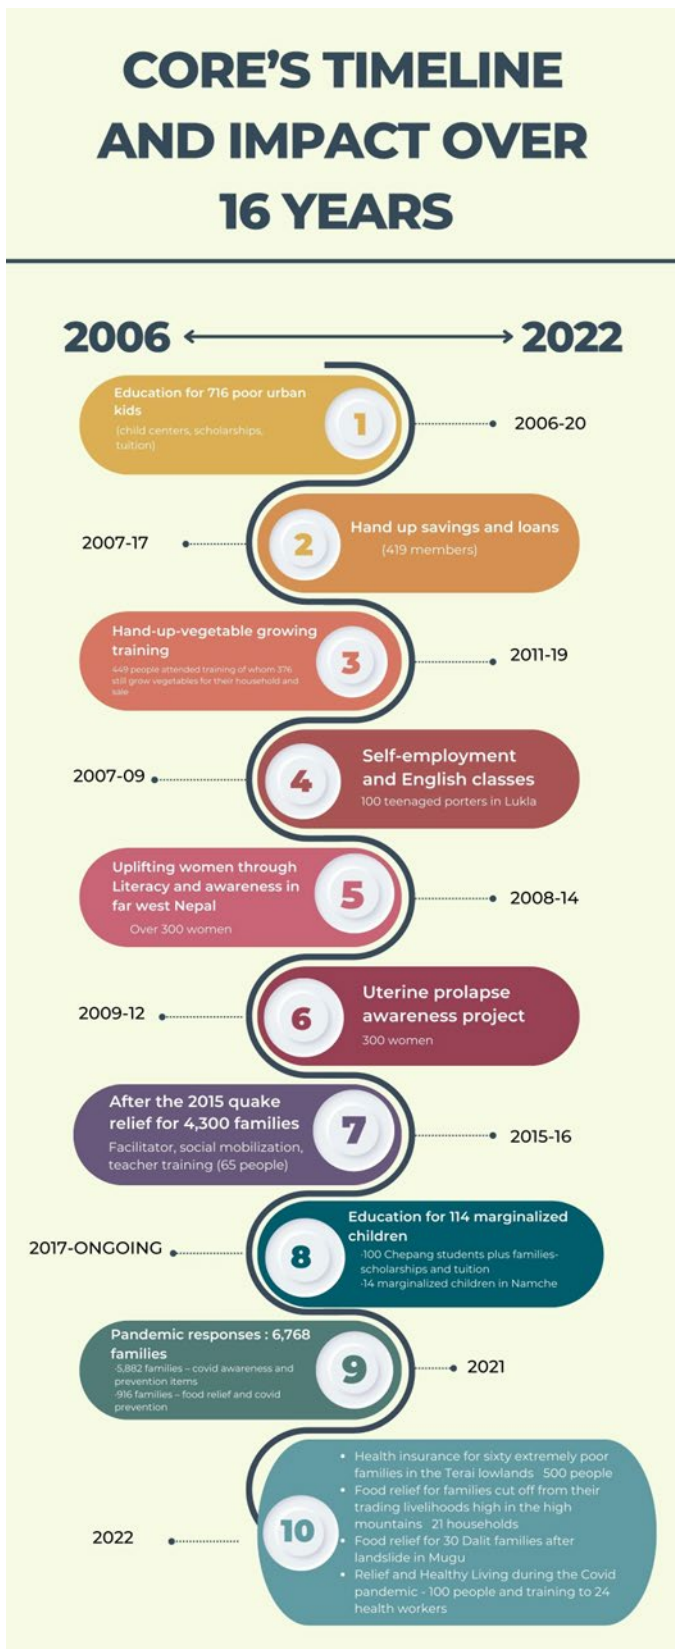 CORE'S TIMELINE
AND IMPACT OVER
16 YEARS
2006
2022
Education for 716 poor urban
kids
(child centers, scholarships,
tuition)
1
2006-20
2007-17
2
Hand up savings and loans
(419 members)
Hand-up-vegetable growing
training
449 people attended training of whom 376
still grow vegetables for their household and
sale
3
2011-19
2007-09
4
Self-employment
and English classes
100 teenaged porters in Lukla
Uplifting women through
Literacy and awareness in
far west Nepal
Over 300 women
5
2008-14
2009-12
6
Uterine prolapse
awareness project
300 women
After the 2015 quake
relief for 4,300 families
Facilitator, social mobilization,
teacher training (65 people)
7
2015-16
2017-ONGOING
8
Education for 114 marginalized
children
·100 Chepang students plus families-
scholarships and tuition
·14 marginalized children in Namche
Pandemic responses : 6,768
families
·5,882 families – covid awareness and
prevention items
·916 families – food relief and covid
prevention
9
2021
2022
10
• Health insurance for sixty extremely poor
families in the Terai lowlands 500 people
• Food relief for families cut off from their
trading livelihoods high in the high
mountains 21 households
• Food relief for 30 Dalit families after
landslide in Mugu
• Relief and Healthy Living during the Covid
pandemic - 100 people and training to 24
health workers